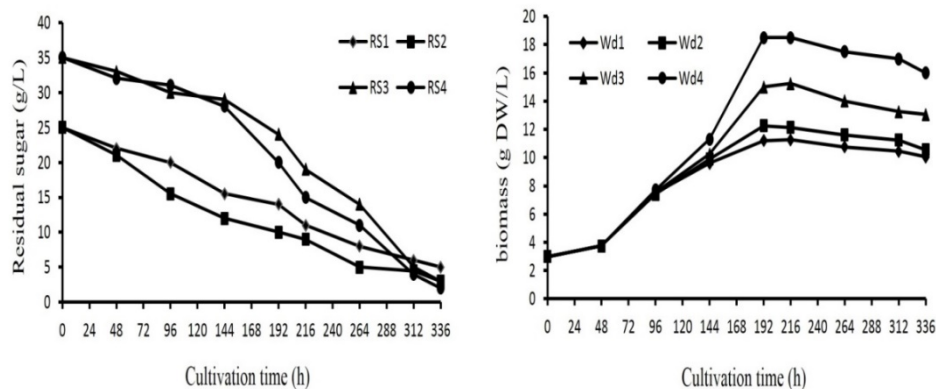 Residual sugar (g/L)
40
35
30
25
20
15
10
5
0
RS1 RS2
RS3 RS4
0 24 48 72 96 120 144 168 192 216 240 264 288 312 336
Cultivation time (h)
biomass (g DW/L)
20
18
16
14
12
10
8
6
4
2
0
Wd1 Wd2
Wd3 Wd4
0 24 48 72 96 120 144 168 192 216 240 264 288 312 336
Cultivation time (h)